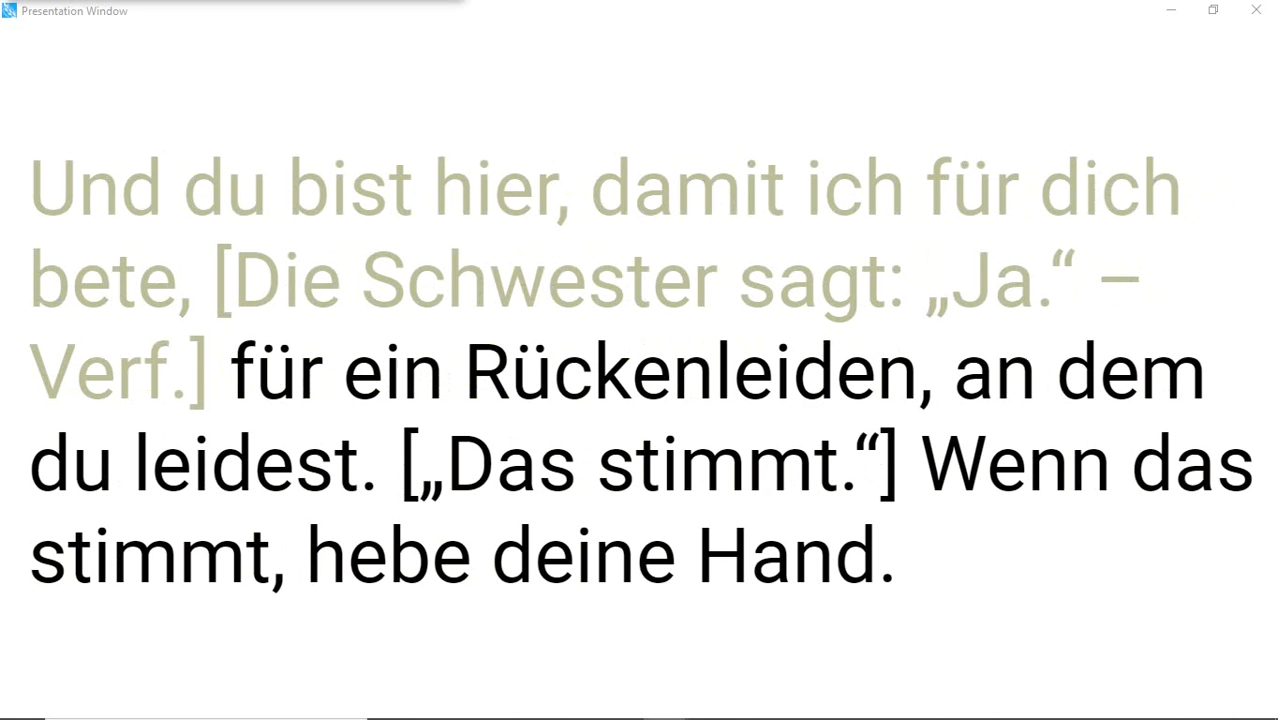 Presentation Window
Und du bist hier, damit ich für dich
bete, [Die Schwester sagt: „Ja.“ –
Verf.] für ein Rückenleiden, an dem
du leidest. [„Das stimmt.“] Wenn das
stimmt, hebe deine Hand.